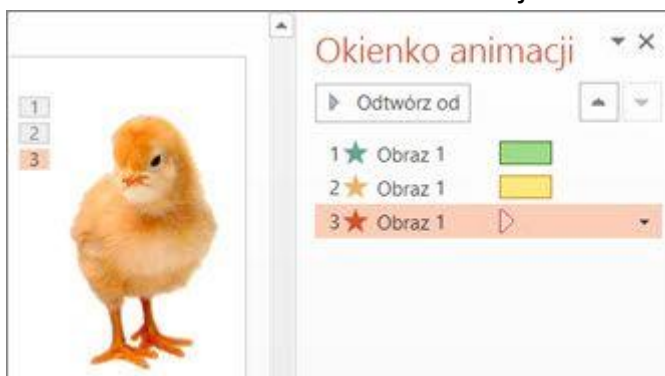 Okienko animacji
Odtwórz od
1
2
3
1 Obraz 1
2 Obraz 1
3 Obraz 1